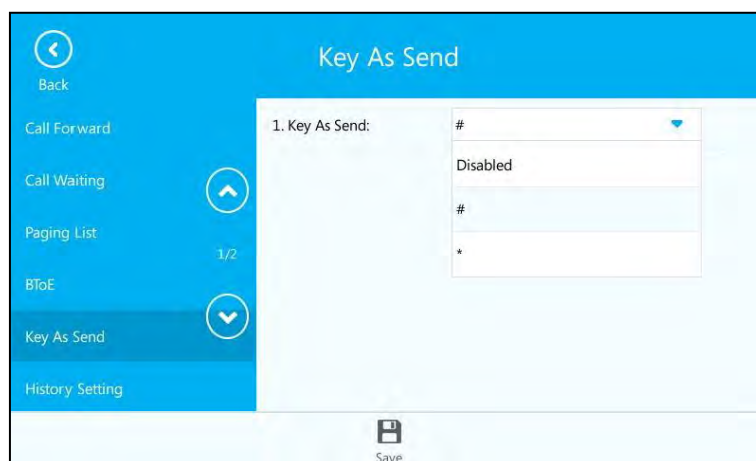 Key As Send
Back
Call Forward
Call Waiting
Paging List
1/2
BToE
Key As Send
History Setting
1. Key As Send:
#
Disabled
#
*
Save